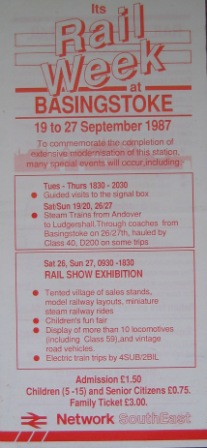 Its
Rail
Week
at
BASINGSTOKE
19 to 27 September 1987
To commemorate the completion of
extensive modernisation of this station,
many special events will occur,including:
Tues - Thurs 1830 - 2030
● Guided visits to the signal box
Sat/Sun 19/20, 26/27
● Steam Trains from Andover
to Ludgershall.Through coaches from
Basingstoke on 26/27th, hauled by
Class 40, D200 on some trips
Sat 26, Sun 27, 0930 -1830
RAIL SHOW EXHIBITION
● Tented village of sales stands,
model railway layouts, miniature
steam railway rides
● Children's fun fair
● Display of more than 10 locomotives
(including Class 59),and vintage
road vehicles.
● Electric train trips by 4SUB/2BIL
Admission £1.50
Children (5 -15) and Senior Citizens £0.75.
Family Ticket £3.00.
Network SouthEast